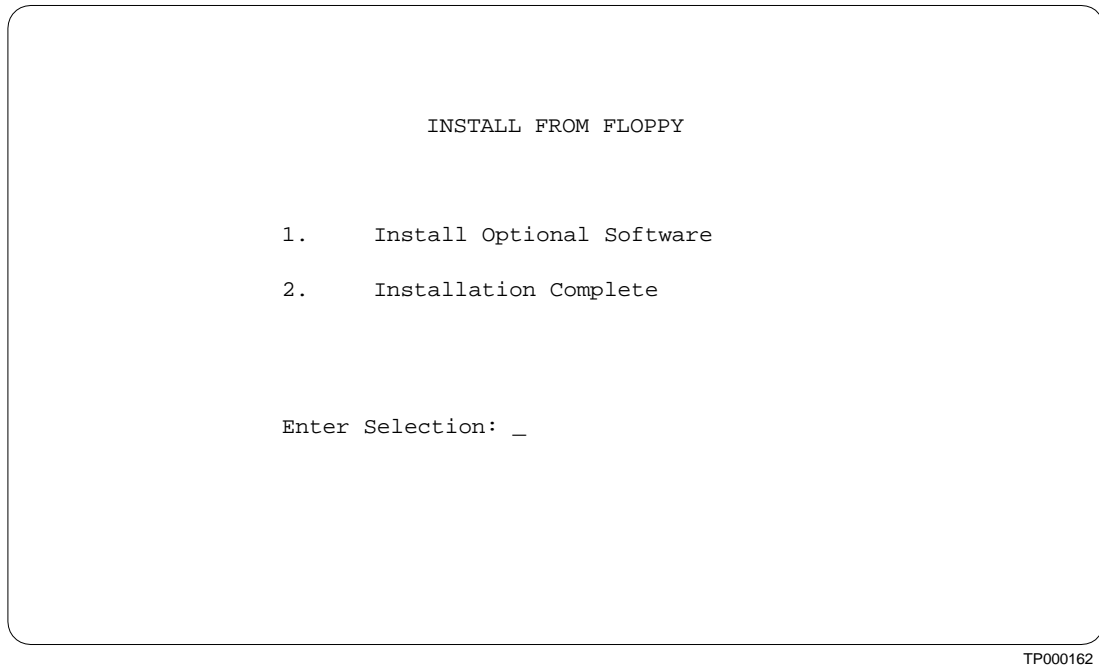 INSTALL FROM FLOPPY
1. Install Optional Software
2. Installation Complete
Enter Selection: _
TP000162